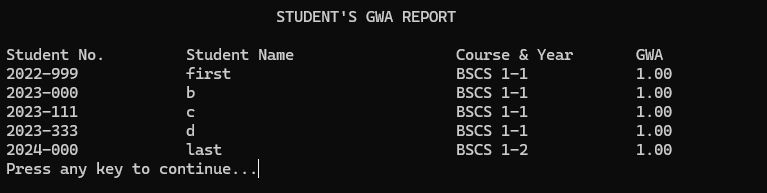 STUDENT'S GWA REPORT
Student No. Student Name Course & Year GWA
2022-999 first BSCS 1-1 1.00
2023-000 b BSCS 1-1 1.00
2023-111 c BSCS 1-1 1.00
2023-333 d BSCS 1-1 1.00
2024-000 last BSCS 1-2 1.00
Press any key to continue...